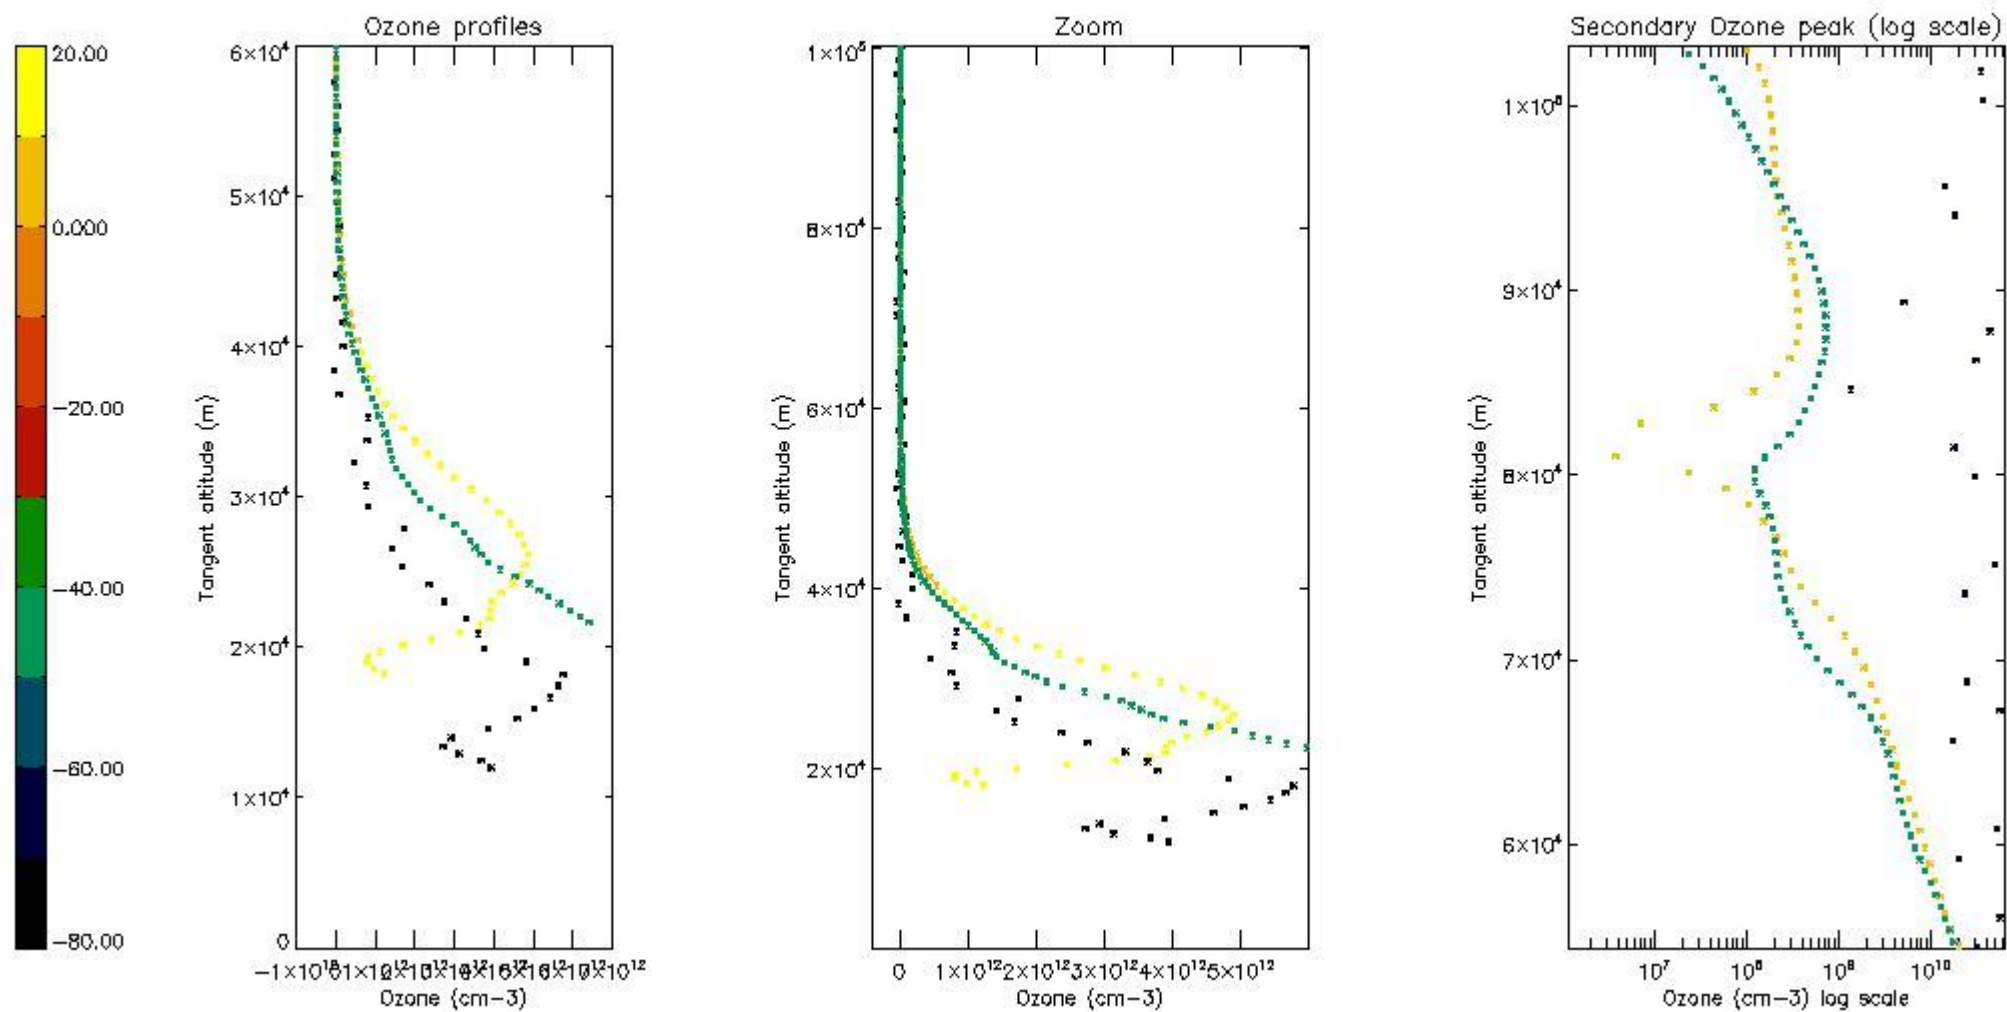 Ozone profiles
Zoom
Secondary Ozone peak (log scale)
20.00
0.000
−20.00
−40.00
−60.00
−80.00
6×10⁴
5×10⁴
4×10⁴
3×10⁴
2×10⁴
1×10⁴
0
Tangent altitude (m)
Ozone (cm−3)
1×10⁵
8×10⁴
6×10⁴
4×10⁴
2×10⁴
Tangent altitude (m)
0 1×10¹² 2×10¹² 3×10¹² 4×10¹² 5×10¹²
Ozone (cm−3)
9×10⁴
8×10⁴
7×10⁴
6×10⁴
Tangent altitude (m)
10⁷ 10⁸ 10⁹ 10¹⁰
Ozone (cm−3) log scale